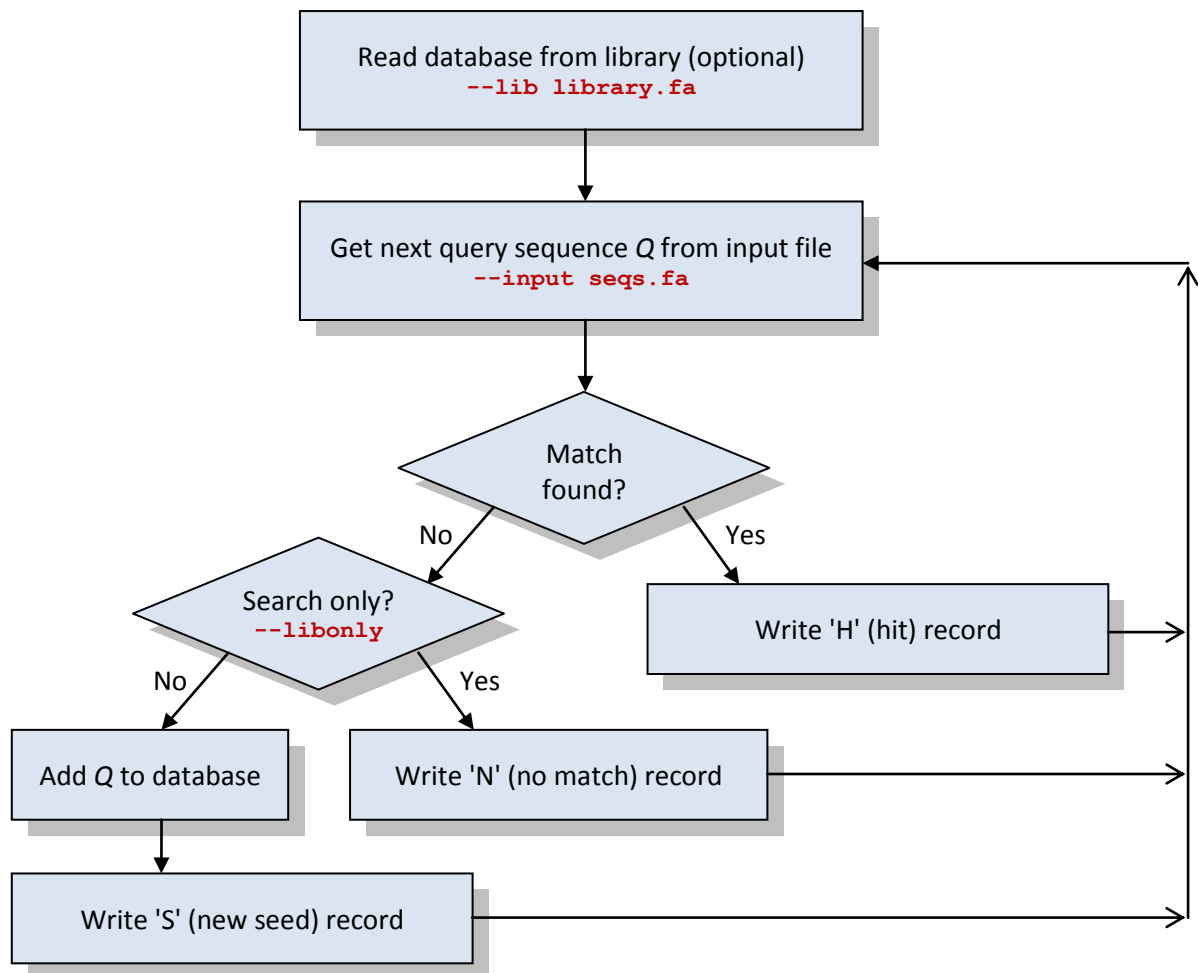 Read database from library (optional)
--lib library.fa
Get next query sequence Q from input file
--input seqs.fa
Match
found?
No
Yes
Search only?
--libonly
Write 'H' (hit) record
No
Yes
Add Q to database
Write 'N' (no match) record
Write 'S' (new seed) record